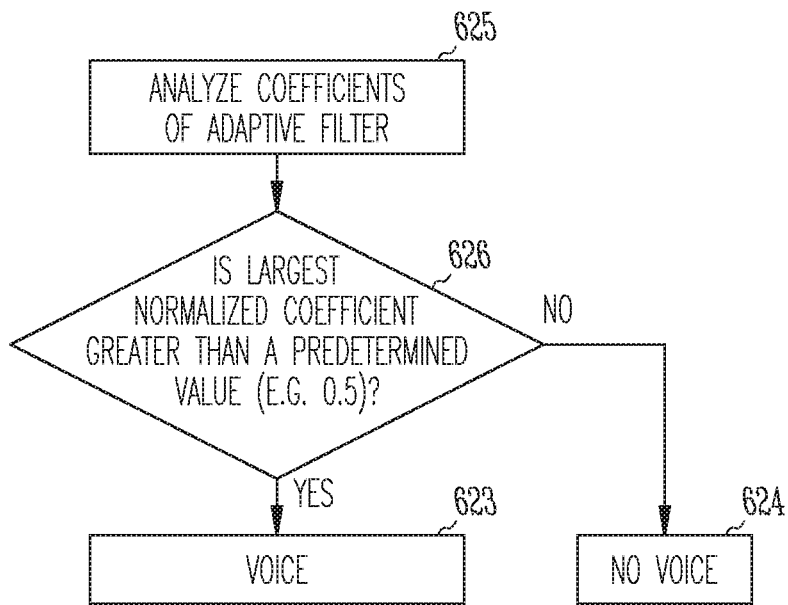 625
ANALYZE COEFFICIENTS
OF ADAPTIVE FILTER
626
IS LARGEST
NORMALIZED COEFFICIENT
GREATER THAN A PREDETERMINED
VALUE (E.G. 0.5)?
NO
YES
623
VOICE
624
NO VOICE